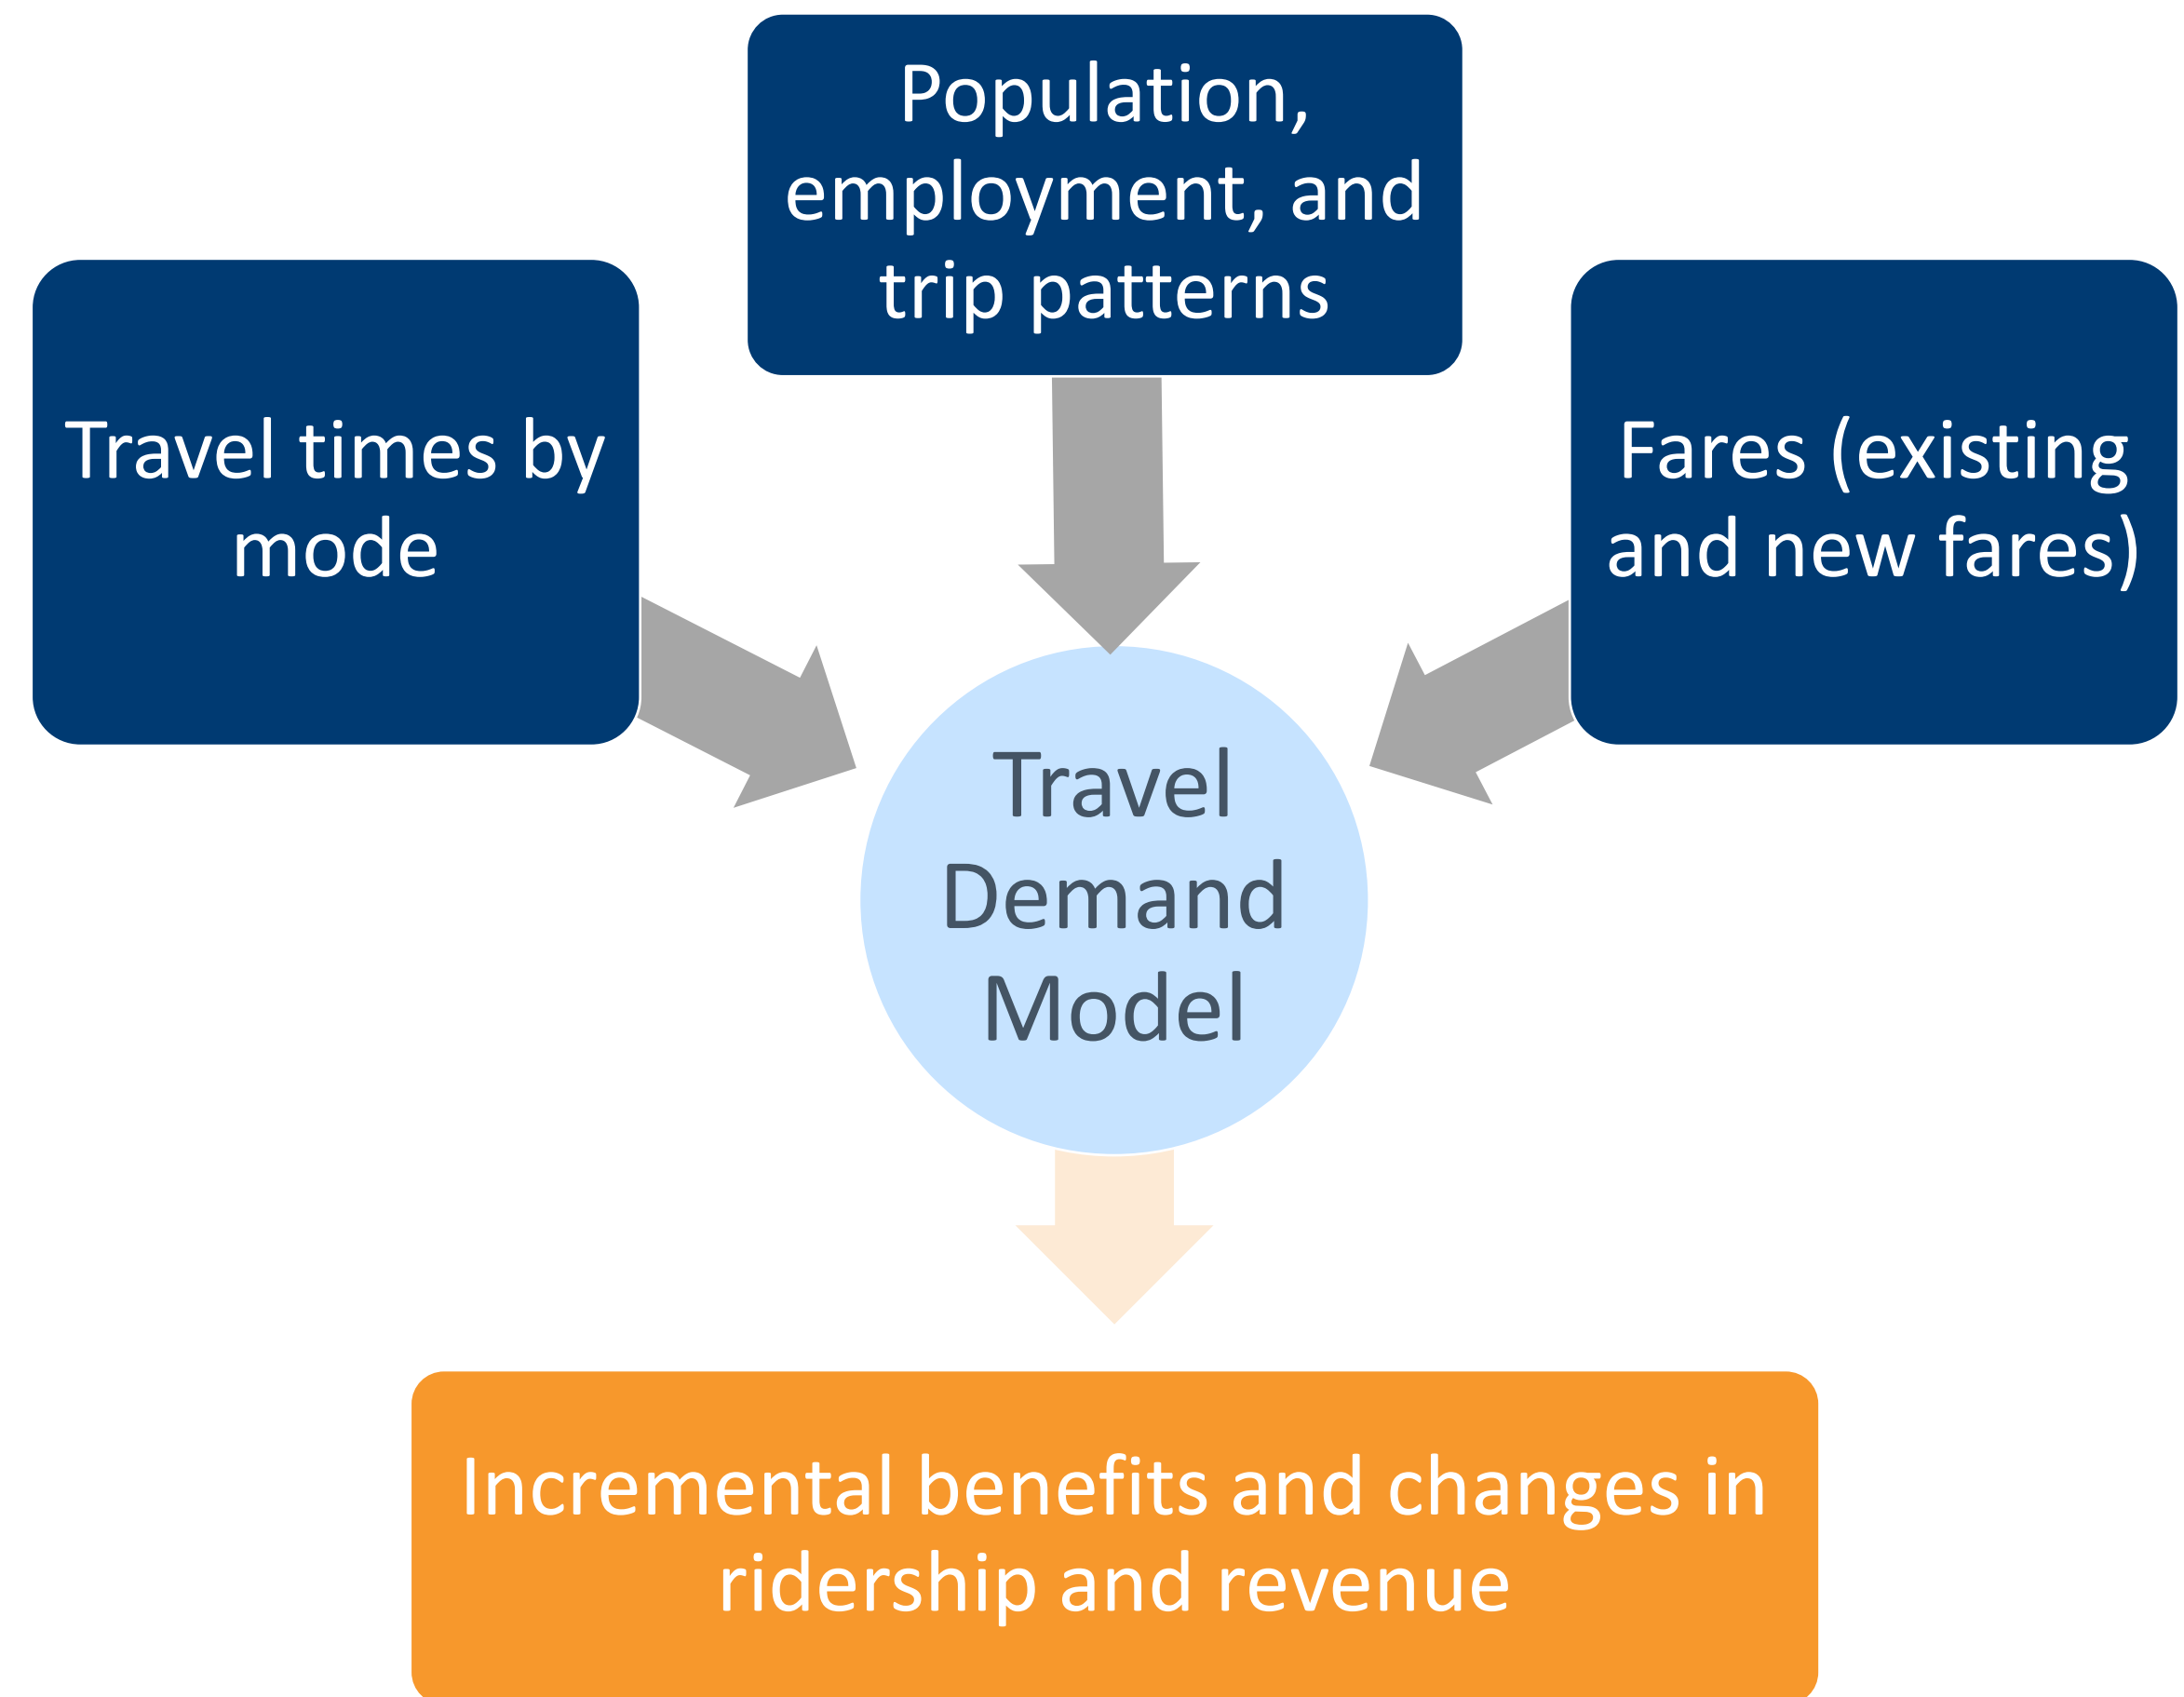 Population,
employment, and
trip patterns
Travel times by
mode
Fares (existing
and new fares)
Travel
Demand
Model
Incremental benefits and changes in
ridership and revenue